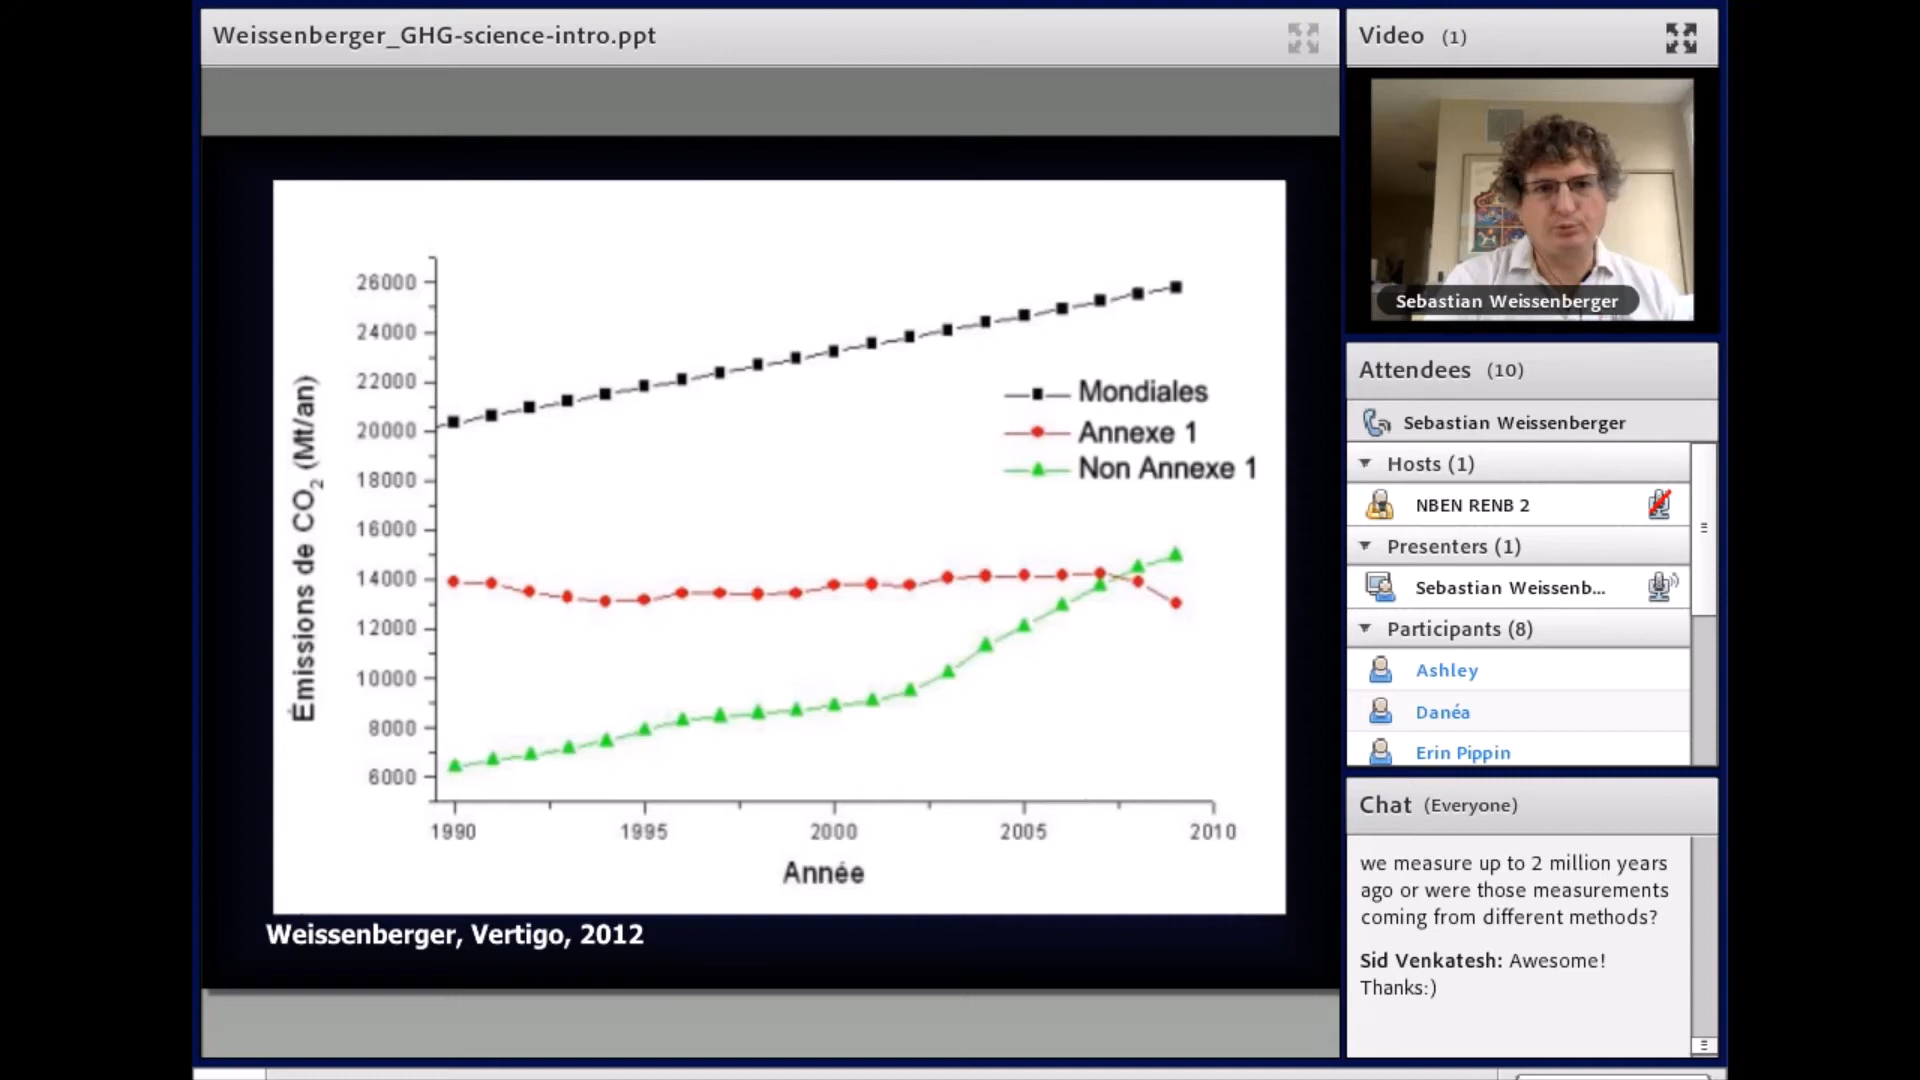 Weissenberger_GHG-science-intro.ppt
26000
24000
22000
20000
18000
16000
14000
12000
10000
8000
6000
Émissions de CO₂ (Mt/an)
Mondiales
Annexe 1
Non Annexe 1
1990 1995 2000 2005 2010
Année
Weissenberger, Vertigo, 2012
Video (1)
Sebastian Weissenberger
Attendees (10)
Sebastian Weissenberger
Hosts (1)
NBEN RENB 2
Presenters (1)
Sebastian Weissenb...
Participants (8)
Ashley
Danéa
Erin Pippin
Chat (Everyone)
we measure up to 2 million years
ago or were those measurements
coming from different methods?
Sid Venkatesh: Awesome!
Thanks:)